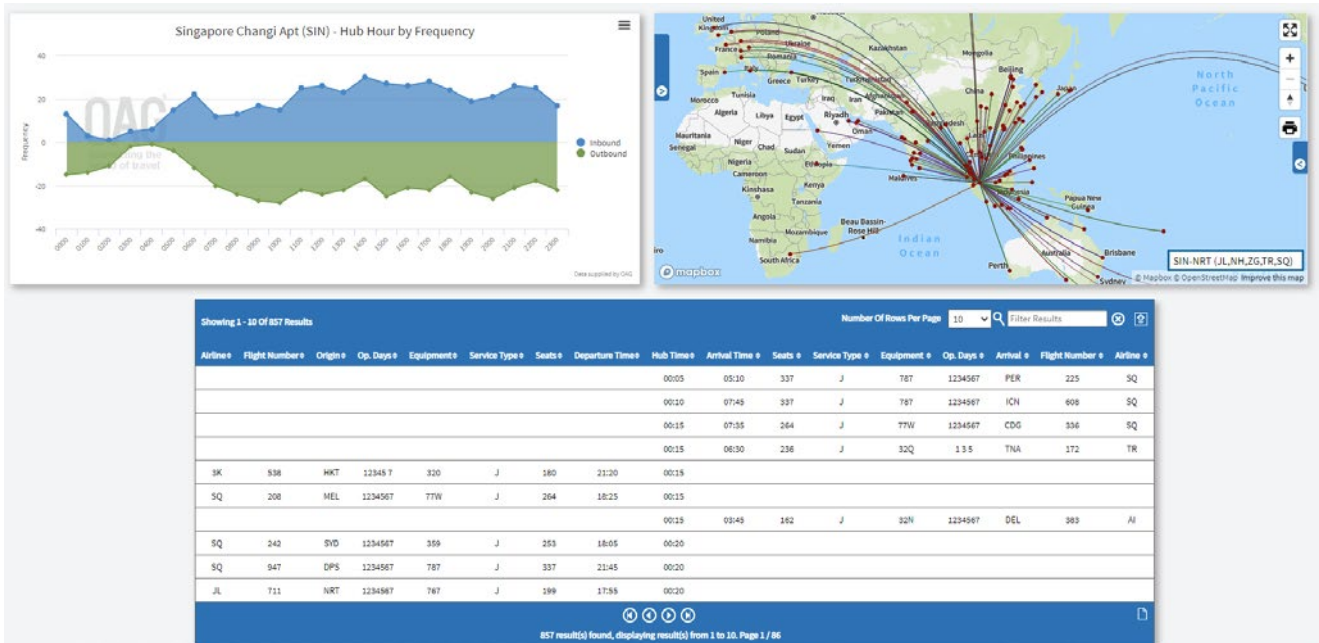 Singapore Changi Apt (SIN) - Hub Hour by Frequency
40
20
0
-20
-40
Frequency
OAG
Inbound
Outbound
0000 0100 0200 0300 0400 0500 0600 0700 0800 0900 1000 1100 1200 1300 1400 1500 1600 1700 1800 1900 2000 2100 2200 2300
Data supplied by OAG
United Kingdom
Poland
Ukraine
France
Romania
Kazakhstan
Mongolia
Spain
Italy
Greece
Turkey
Turkmenistan
Beijing
China
Japan
Morocco
Tunisia
Iraq
Iran
Afghanistan
Algeria
Libya
Egypt
Riyadh
Pakistan
Oman
Mauritania
Senegal
Niger
Chad
Sudan
Yemen
Philippines
Nigeria
Ethiopia
Cameroon
Kenya
Maldives
Kinshasa
Tanzania
Indonesia
Papua New Guinea
Angola
Mozambique
Beau Bassin-Rose Hill
Namibia
Indian Ocean
South Africa
Australia
Brisbane
Perth
Sydney
North Pacific Ocean
SIN-NRT (JL,NH,ZG,TR,SQ)
mapbox
© Mapbox © OpenStreetMap Improve this map
Showing 1 - 10 Of 857 Results
Number Of Rows Per Page 10 Filter Results
Airline Flight Number Origin Op. Days Equipment Service Type Seats Departure Time Hub Time Arrival Time Seats Service Type Equipment Op. Days Arrival Flight Number Airline
00:05 05:10 337 J 787 1234567 PER 225 SQ
00:10 07:45 337 J 787 1234567 ICN 608 SQ
00:15 07:35 264 J 77W 1234567 CDG 336 SQ
00:15 06:30 236 J 32Q 1 3 5 TNA 172 TR
3K 538 HKT 12345 7 320 J 180 21:20 00:15
SQ 208 MEL 1234567 77W J 264 18:25 00:15
00:15 03:45 162 J 32N 1234567 DEL 383 AI
SQ 242 SYD 1234567 359 J 253 18:05 00:20
SQ 947 DPS 1234567 787 J 337 21:45 00:20
JL 711 NRT 1234567 767 J 199 17:55 00:20
857 result(s) found, displaying result(s) from 1 to 10. Page 1 / 86